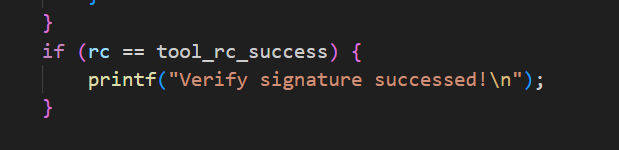 }
if (rc == tool_rc_success) {
printf("Verify signature successed!\n");
}